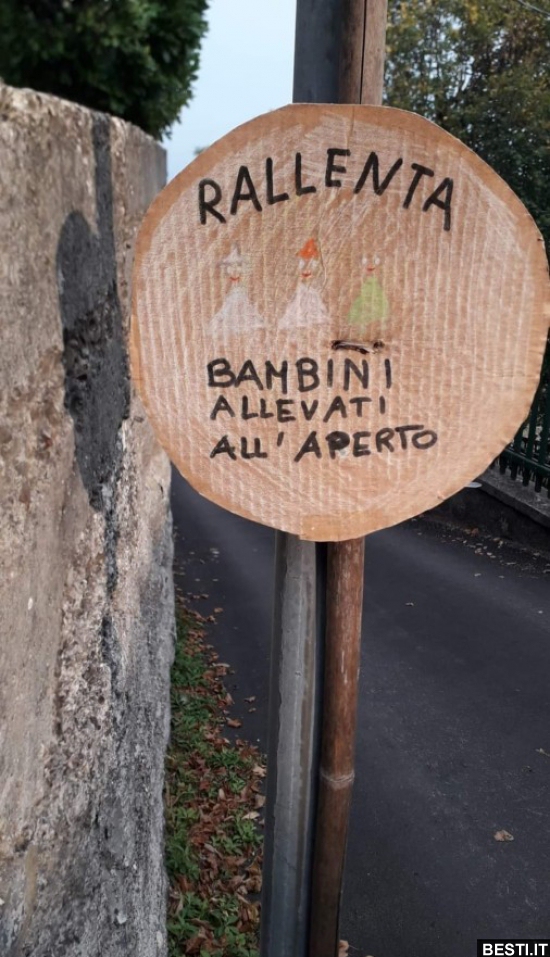 RALLENTA
BAMBINI
ALLEVATI
ALL'APERTO
BESTI.IT